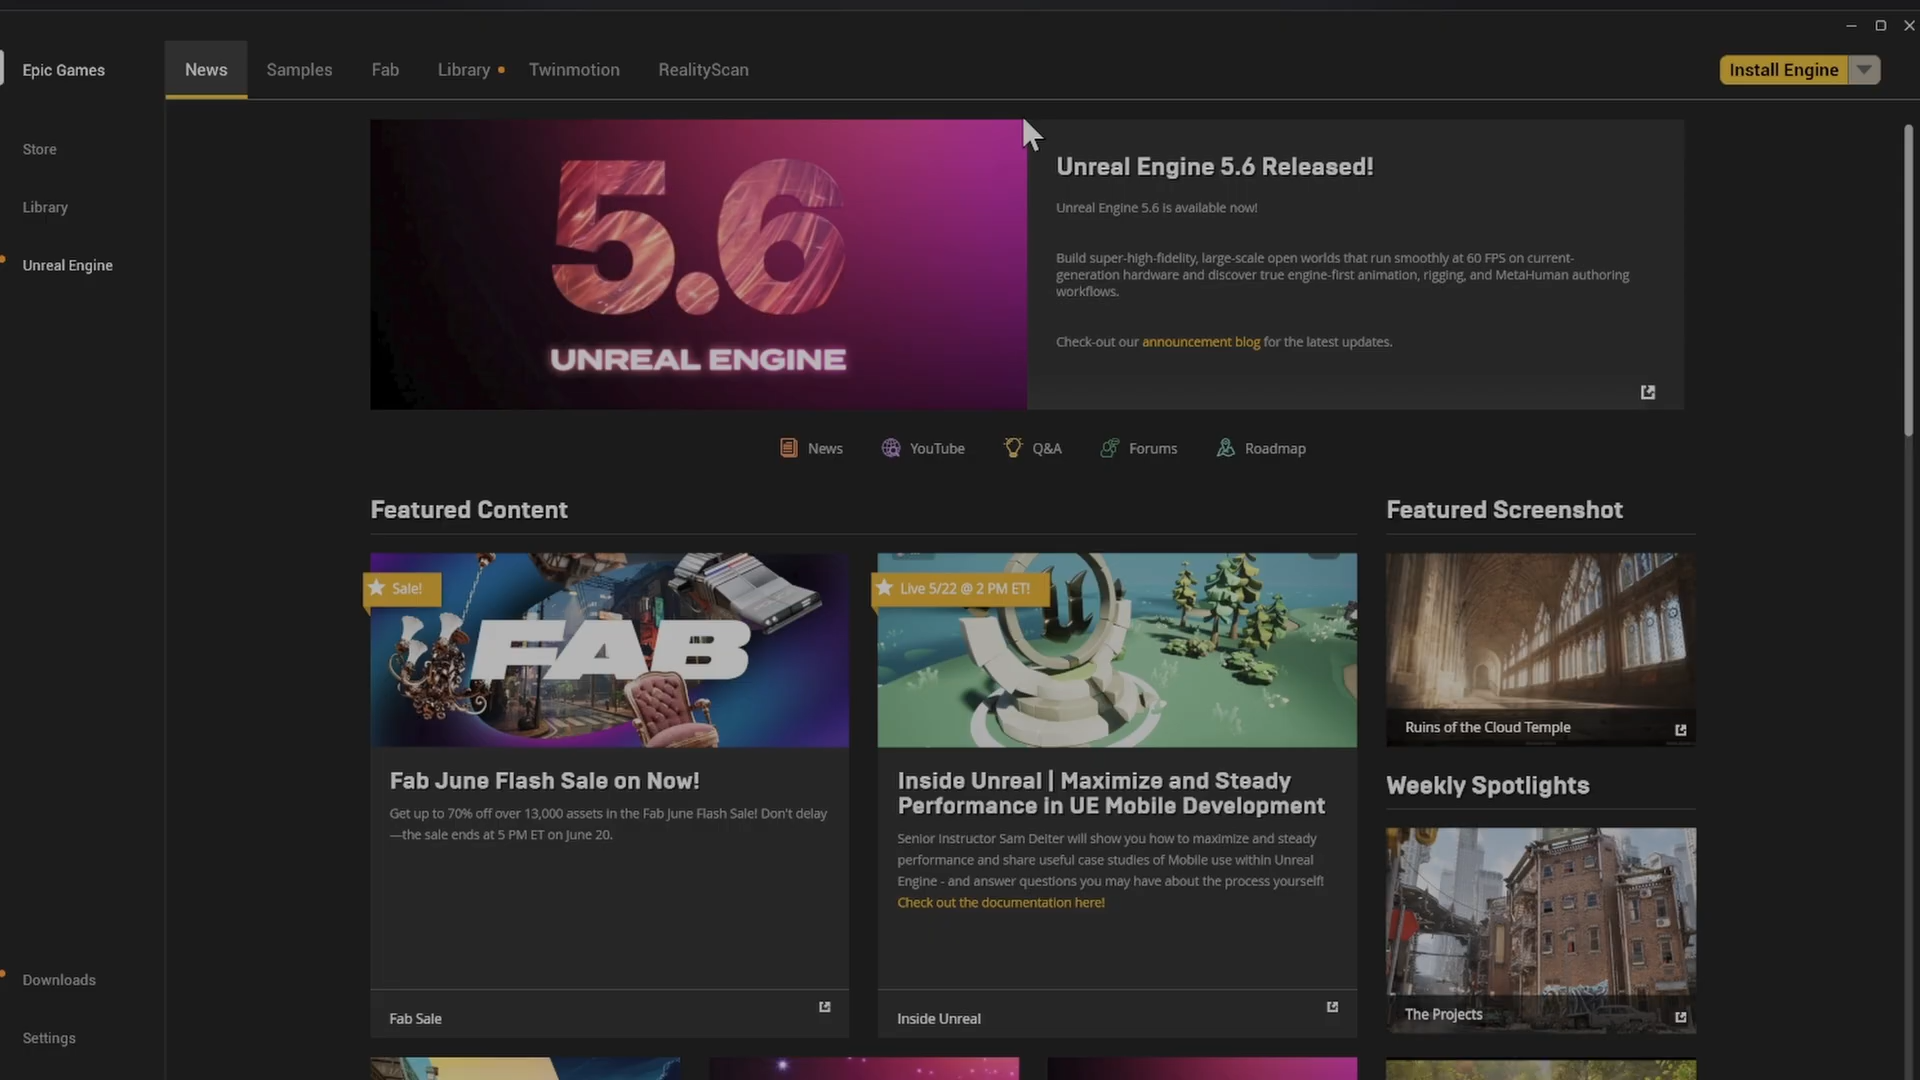 Epic Games
News
Samples
Fab
Library
Twinmotion
RealityScan
Install Engine
Store
Library
Unreal Engine
Downloads
Settings
5.6
UNREAL ENGINE
Unreal Engine 5.6 Released!
Unreal Engine 5.6 is available now!
Build super-high-fidelity, large-scale open worlds that run smoothly at 60 FPS on current-
generation hardware and discover true engine-first animation, rigging, and MetaHuman authoring
workflows.
Check-out our announcement blog for the latest updates.
News
YouTube
Q&A
Forums
Roadmap
Featured Content
Sale!
FAB
Fab June Flash Sale on Now!
Get up to 70% off over 13,000 assets in the Fab June Flash Sale! Don't delay
—the sale ends at 5 PM ET on June 20.
Fab Sale
Live 5/22 @ 2 PM ET!
Inside Unreal | Maximize and Steady
Performance in UE Mobile Development
Senior Instructor Sam Deiter will show you how to maximize and steady
performance and share useful case studies of Mobile use within Unreal
Engine - and answer questions you may have about the process yourself!
Check out the documentation here!
Inside Unreal
Featured Screenshot
Ruins of the Cloud Temple
Weekly Spotlights
The Projects